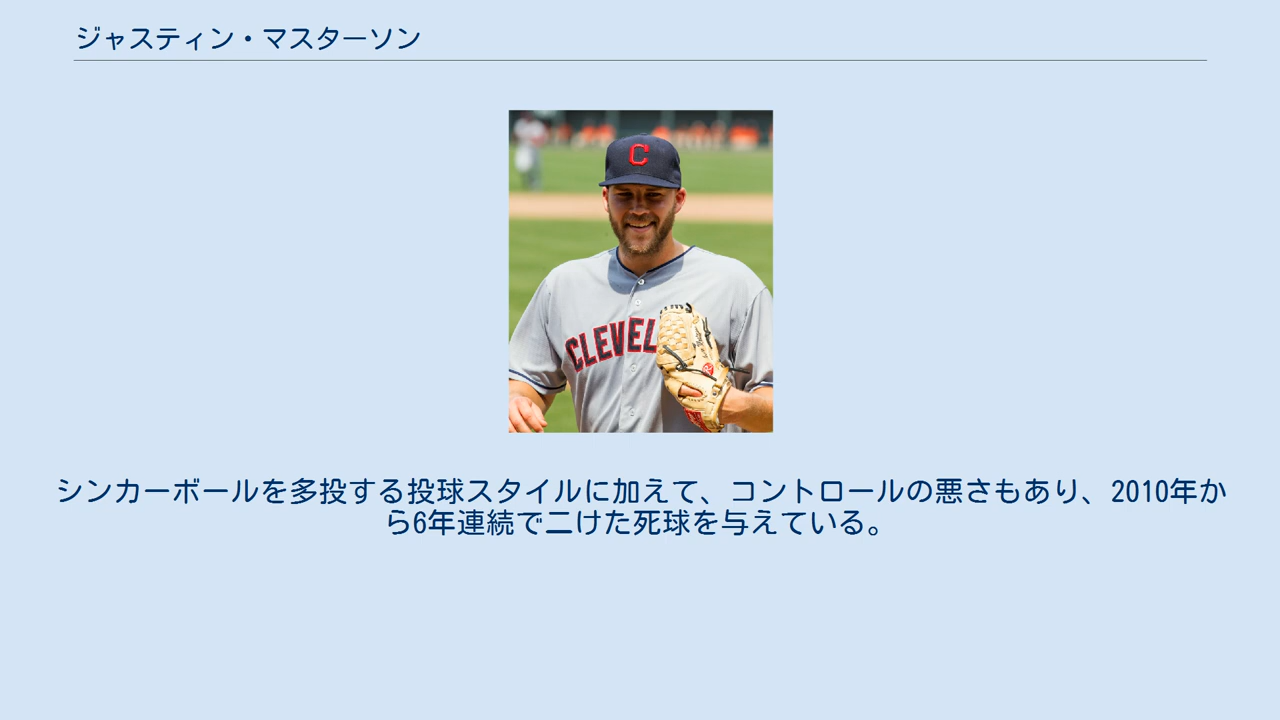 ジャスティン・マスターソン
C
CLEVEL
シンカーボールを多投する投球スタイルに加えて、コントロールの悪さもあり、2010年か
ら6年連続で二けた死球を与えている。